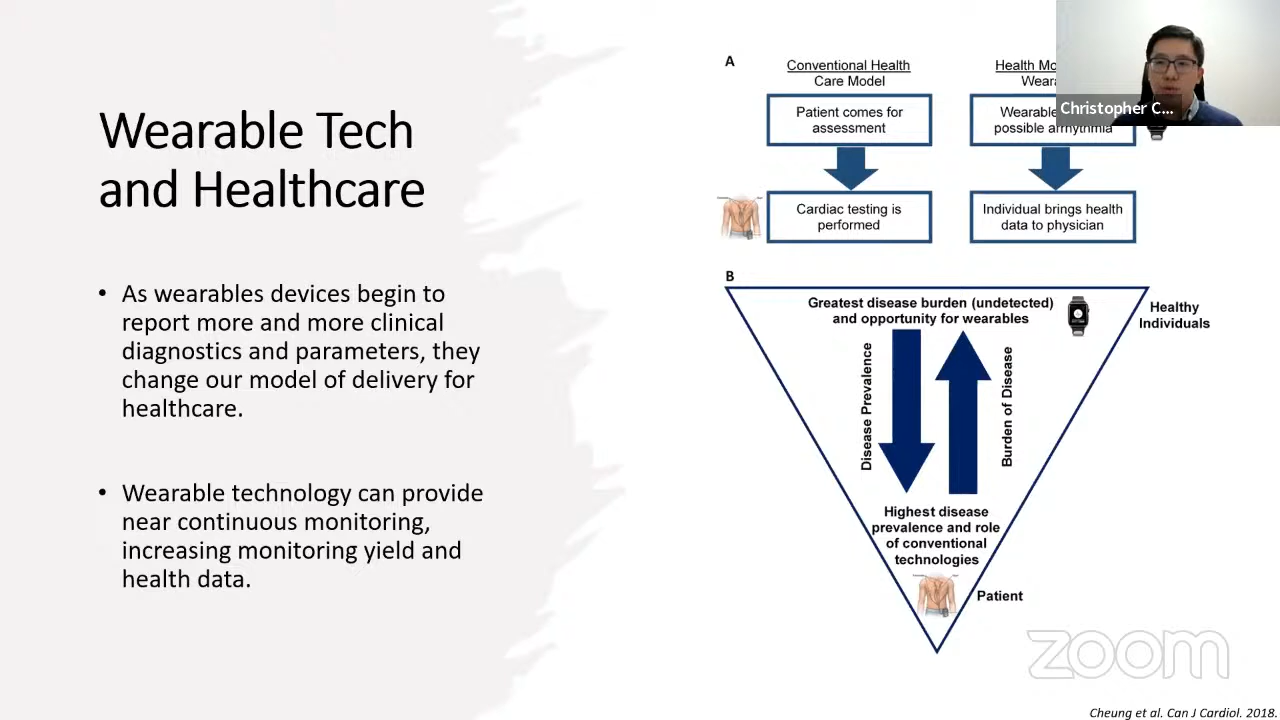 Wearable Tech
and Healthcare
• As wearables devices begin to
report more and more clinical
diagnostics and parameters, they
change our model of delivery for
healthcare.
• Wearable technology can provide
near continuous monitoring,
increasing monitoring yield and
health data.
A
Conventional Health
Care Model
Patient comes for
assessment
Cardiac testing is
performed
Health
Wearable
possible arrhythmia
Individual brings health
data to physician
Christopher C...
B
Greatest disease burden (undetected)
and opportunity for wearables
Healthy
Individuals
Disease Prevalence
Burden of Disease
Highest disease
prevalence and role
of conventional
technologies
Patient
zoom
Cheung et al. Can J Cardiol. 2018.